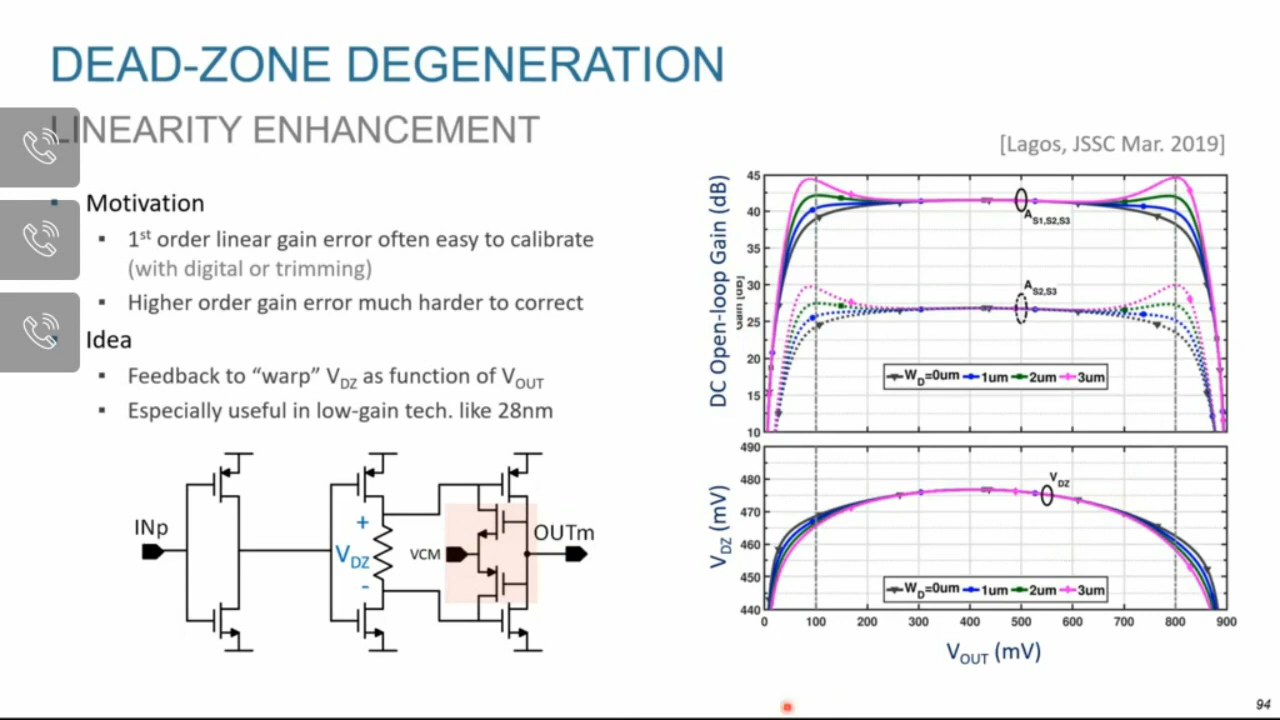 DEAD-ZONE DEGENERATION
LINEARITY ENHANCEMENT
[Lagos, JSSC Mar. 2019]
▪ Motivation
▪ 1st order linear gain error often easy to calibrate
(with digital or trimming)
▪ Higher order gain error much harder to correct
Idea
▪ Feedback to “warp” VDZ as function of VOUT
▪ Especially useful in low-gain tech. like 28nm
INp
+
VDZ
-
VCM
OUTm
DC Open-loop Gain (dB)
45
40
35
30
25
20
15
10
AS1,S2,S3
AS2,S3
WD=0um 1um 2um 3um
VDZ (mV)
490
480
470
460
450
440
VDZ
WD=0um 1um 2um 3um
0 100 200 300 400 500 600 700 800 900
VOUT (mV)
94